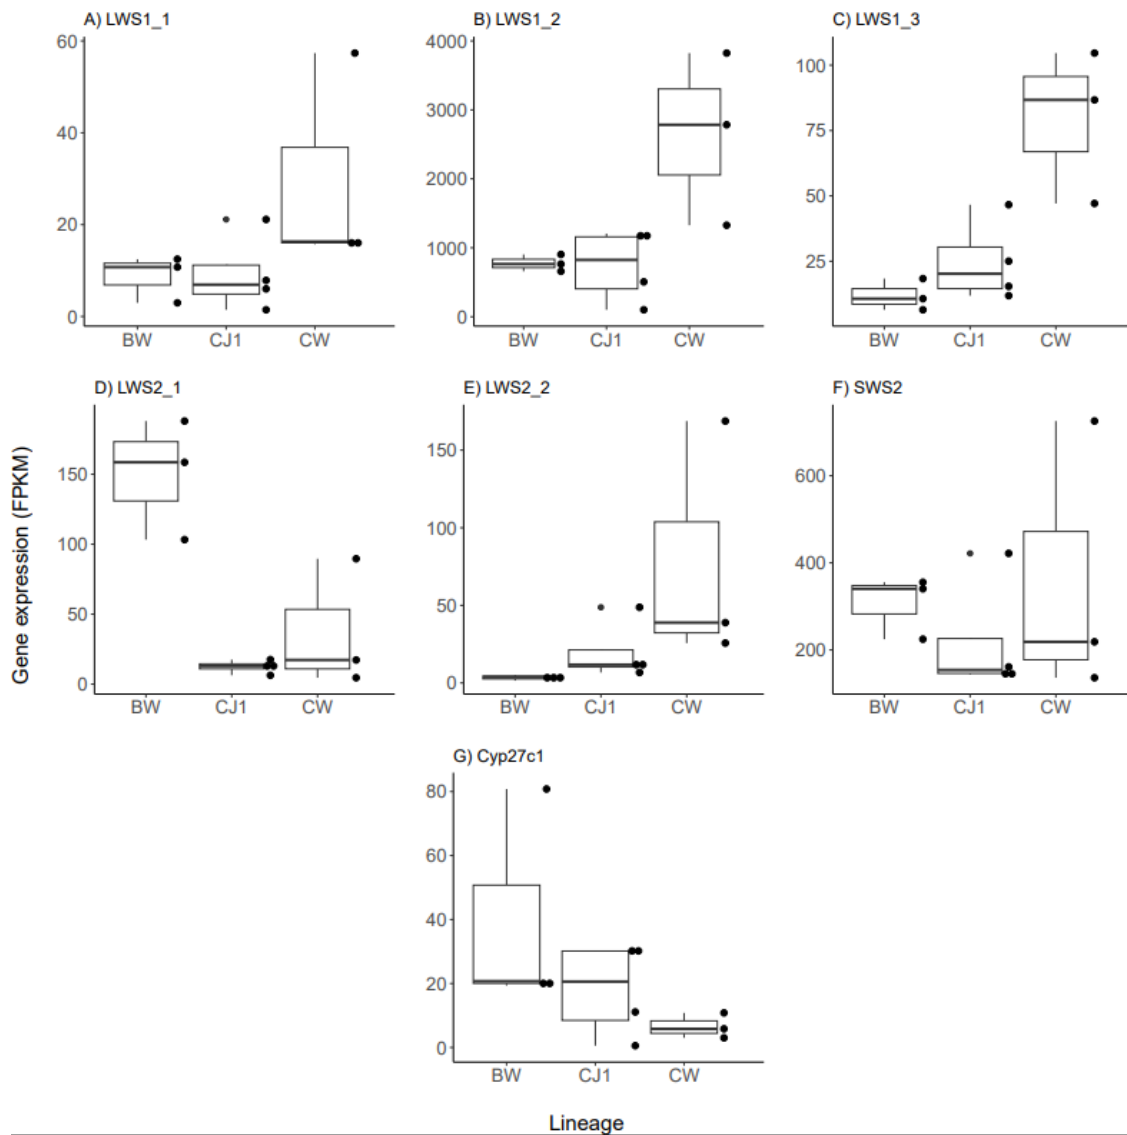 A) LWS1_1
60
40
20
0
BW CJ1 CW
B) LWS1_2
4000
3000
2000
1000
0
BW CJ1 CW
C) LWS1_3
100
75
50
25
BW CJ1 CW
Gene expression (FPKM)
D) LWS2_1
150
100
50
0
BW CJ1 CW
E) LWS2_2
150
100
50
0
BW CJ1 CW
F) SWS2
600
400
200
BW CJ1 CW
G) Cyp27c1
80
60
40
20
0
BW CJ1 CW
Lineage